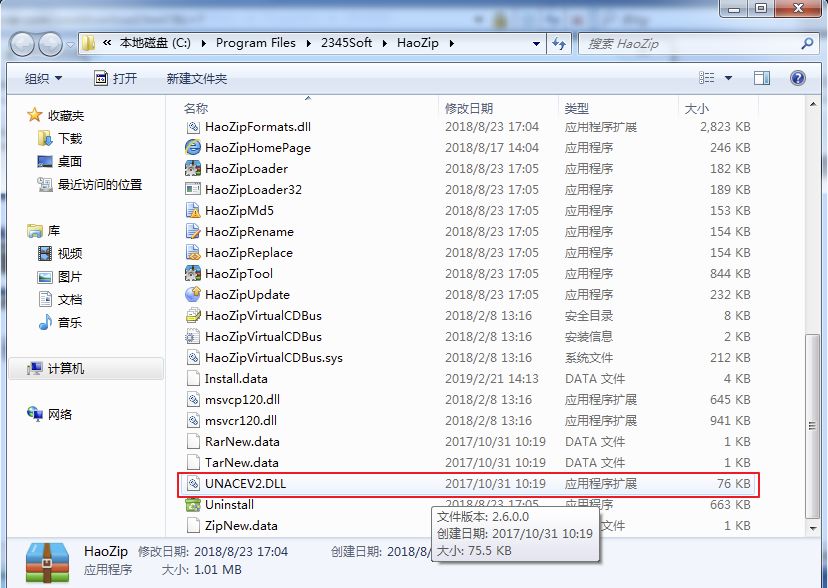 « 本地磁盘 (C:) ▸ Program Files ▸ 2345Soft ▸ HaoZip ▸ 搜索 HaoZip
组织 打开 新建文件夹
名称 修改日期 类型 大小
收藏夹
下载
桌面
最近访问的位置
库
视频
图片
文档
音乐
计算机
网络
HaoZipFormats.dll 2018/8/23 17:04 应用程序扩展 2,823 KB
HaoZipHomePage 2018/8/17 14:04 应用程序 246 KB
HaoZipLoader 2018/8/23 17:05 应用程序 182 KB
HaoZipLoader32 2018/8/23 17:05 应用程序 189 KB
HaoZipMd5 2018/8/23 17:05 应用程序 153 KB
HaoZipRename 2018/8/23 17:05 应用程序 154 KB
HaoZipReplace 2018/8/23 17:05 应用程序 154 KB
HaoZipTool 2018/8/23 17:05 应用程序 844 KB
HaoZipUpdate 2018/8/23 17:05 应用程序 232 KB
HaoZipVirtualCDBus 2018/2/8 13:16 安全目录 8 KB
HaoZipVirtualCDBus 2018/2/8 13:16 安装信息 2 KB
HaoZipVirtualCDBus.sys 2018/2/8 13:16 系统文件 212 KB
Install.data 2019/2/21 14:13 DATA 文件 4 KB
msvcp120.dll 2018/2/8 13:16 应用程序扩展 645 KB
msvcr120.dll 2018/2/8 13:16 应用程序扩展 941 KB
RarNew.data 2017/10/31 10:19 DATA 文件 1 KB
TarNew.data 2017/10/31 10:19 DATA 文件 1 KB
UNACEV2.DLL 2017/10/31 10:19 应用程序扩展 76 KB
Uninstall 2018/8/23 17:05 应用程序 663 KB
ZipNew.data 文件 1 KB
文件版本: 2.6.0.0
创建日期: 2017/10/31 10:19
大小: 75.5 KB
HaoZip 修改日期: 2018/8/23 17:04 创建日期: 2018/8/
应用程序 大小: 1.01 MB